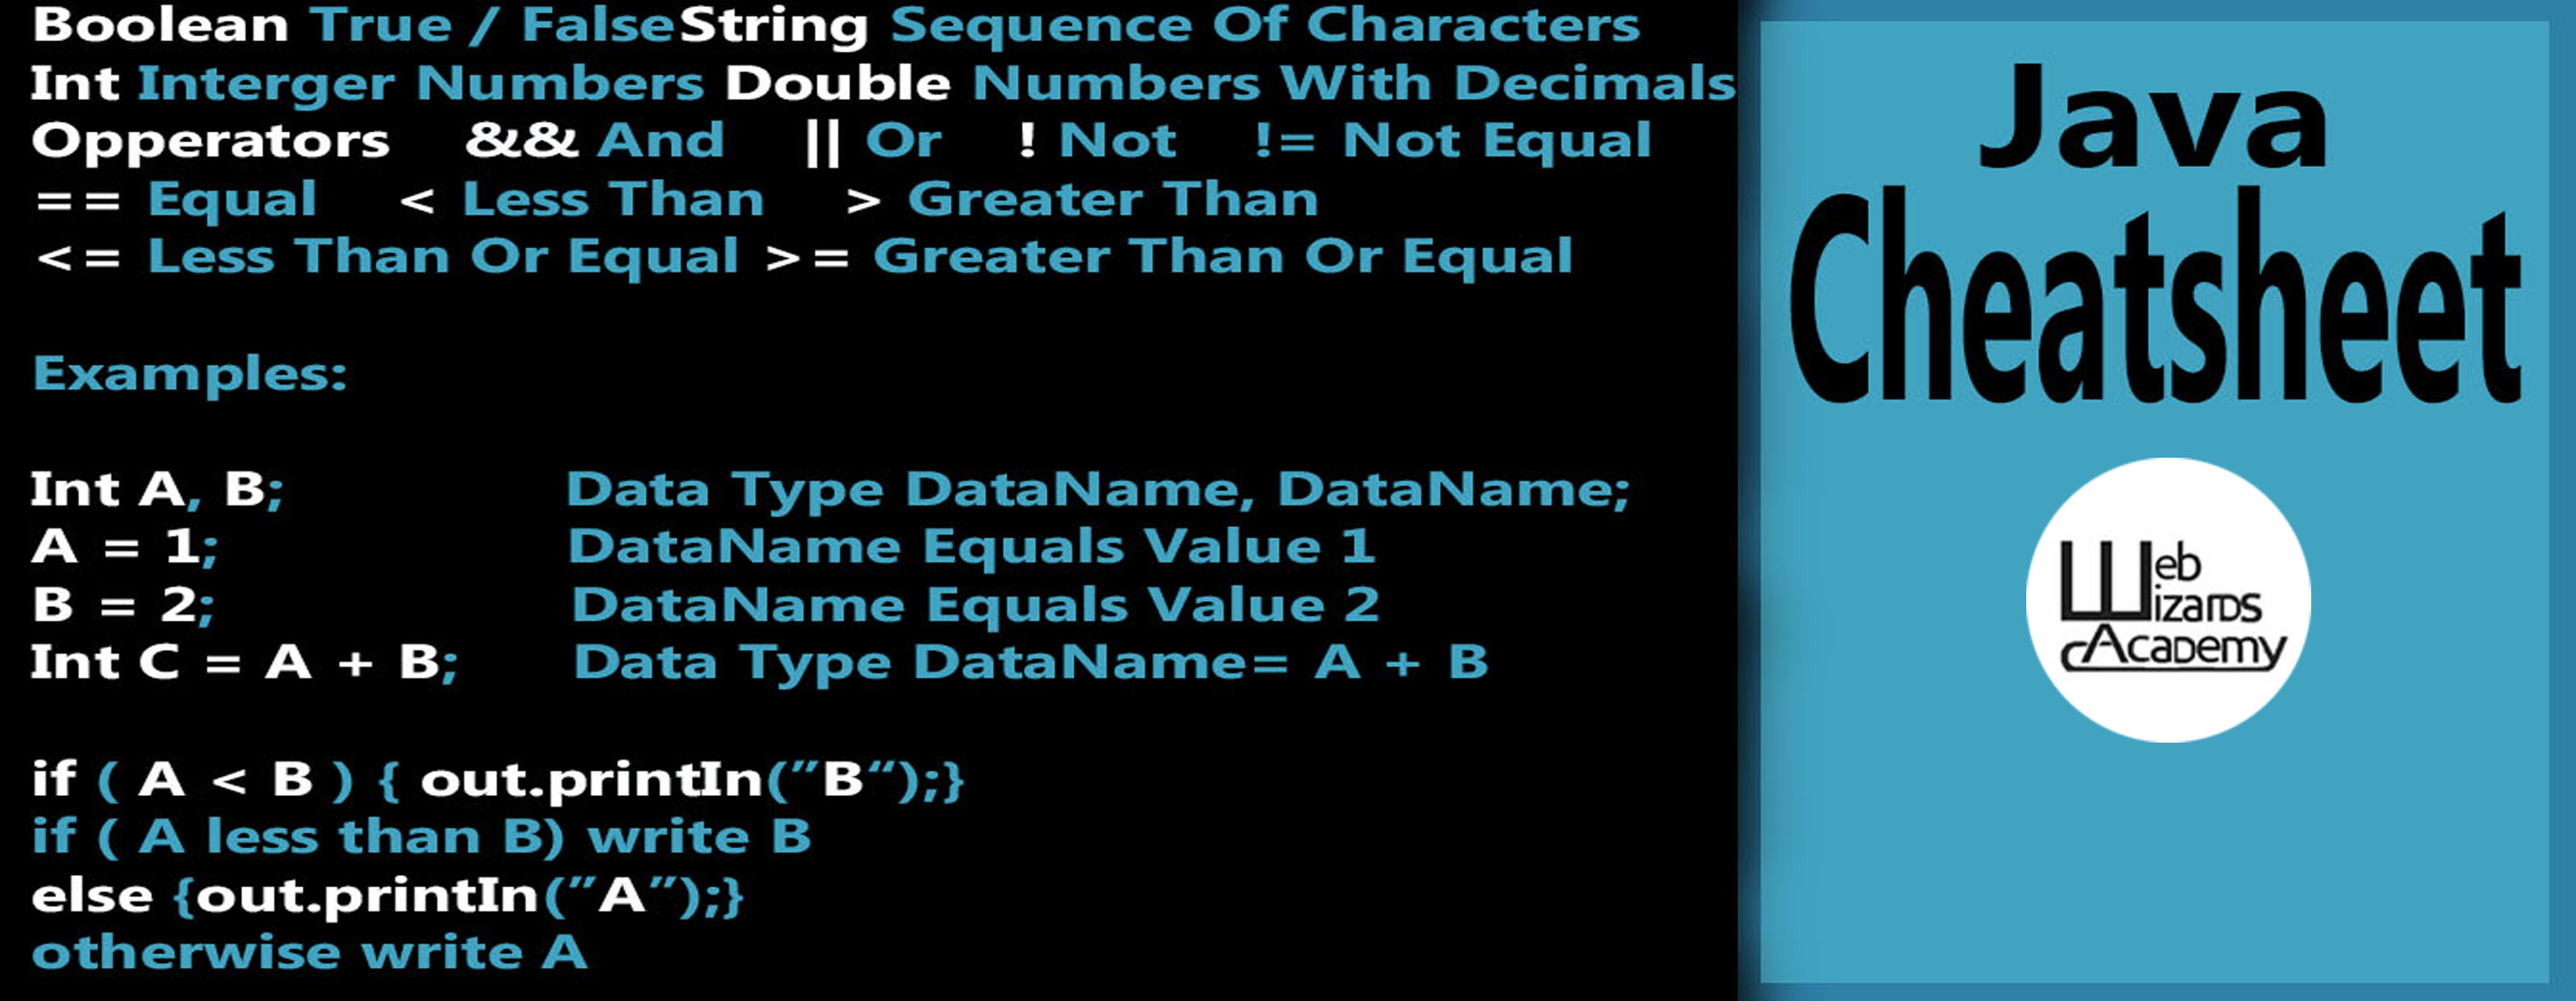 Boolean True / FalseString Sequence Of Characters
Int Interger Numbers Double Numbers With Decimals
Opperators && And || Or ! Not != Not Equal
== Equal < Less Than > Greater Than
<= Less Than Or Equal >= Greater Than Or Equal
Examples:
Int A, B; Data Type DataName, DataName;
A = 1; DataName Equals Value 1
B = 2; DataName Equals Value 2
Int C = A + B; Data Type DataName= A + B
if ( A < B ) { out.printIn(″B“);}
if ( A less than B) write B
else {out.printIn(″A″);}
otherwise write A
Java
Cheatsheet
Web
Wizards
Academy